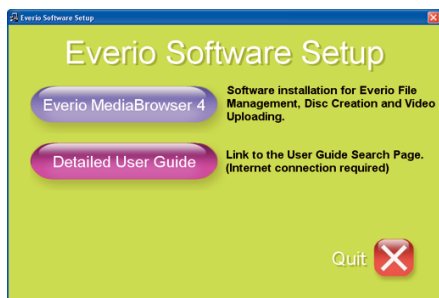 Everio Software Setup
Everio Software Setup
Everio MediaBrowser 4
Software installation for Everio File
Management, Disc Creation and Video
Uploading.
Detailed User Guide
Link to the User Guide Search Page.
(Internet connection required)
Quit